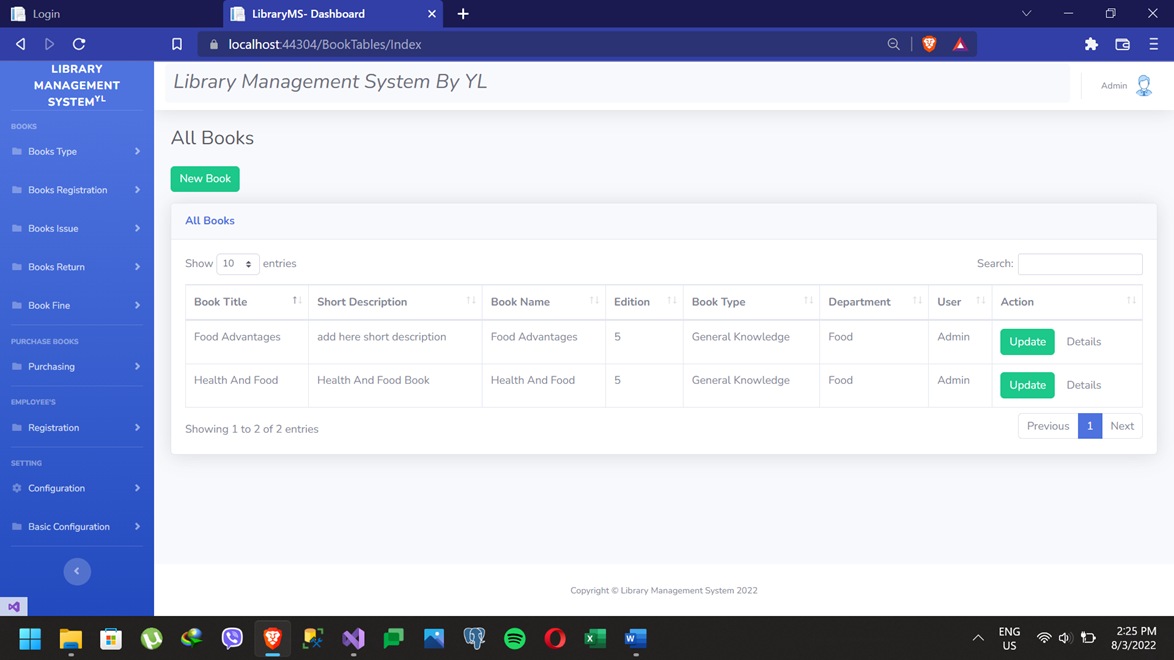 Login
LibraryMS- Dashboard
localhost:44304/BookTables/Index
LIBRARY
MANAGEMENT
SYSTEMYL
BOOKS
Books Type
Books Registration
Books Issue
Books Return
Book Fine
PURCHASE BOOKS
Purchasing
EMPLOYEE'S
Registration
SETTING
Configuration
Basic Configuration
Library Management System By YL
Admin
All Books
New Book
All Books
Show 10 entries
Search:
Book Title Short Description Book Name Edition Book Type Department User Action
Food Advantages add here short description Food Advantages 5 General Knowledge Food Admin Update Details
Health And Food Health And Food Book Health And Food 5 General Knowledge Food Admin Update Details
Showing 1 to 2 of 2 entries
Previous 1 Next
Copyright © Library Management System 2022
ENG
US
2:25 PM
8/3/2022